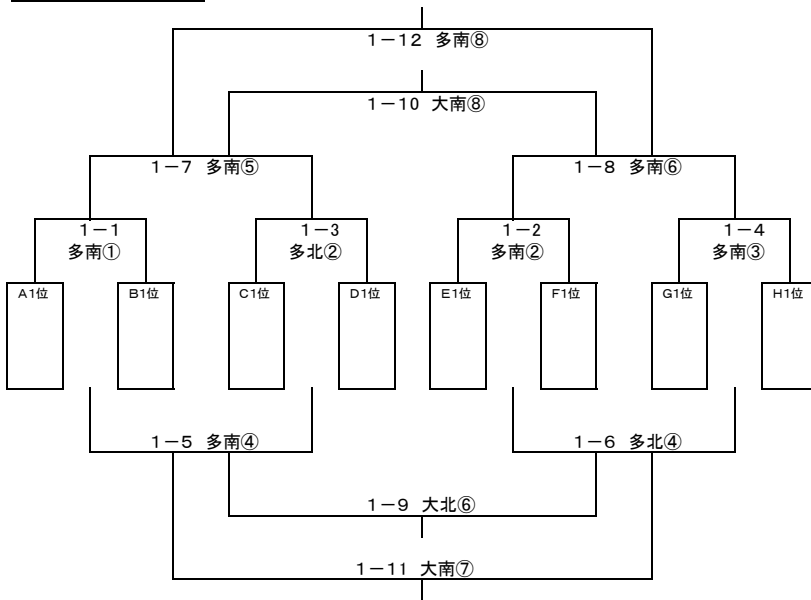 1－12 多南⑧
1－10 大南⑧
1－7 多南⑤
1－8 多南⑥
1－1
多南①
1－3
多北②
1－2
多南②
1－4
多南③
A1位
B1位
C1位
D1位
E1位
F1位
G1位
H1位
1－5 多南④
1－6 多北④
1－9 大北⑥
1－11 大南⑦